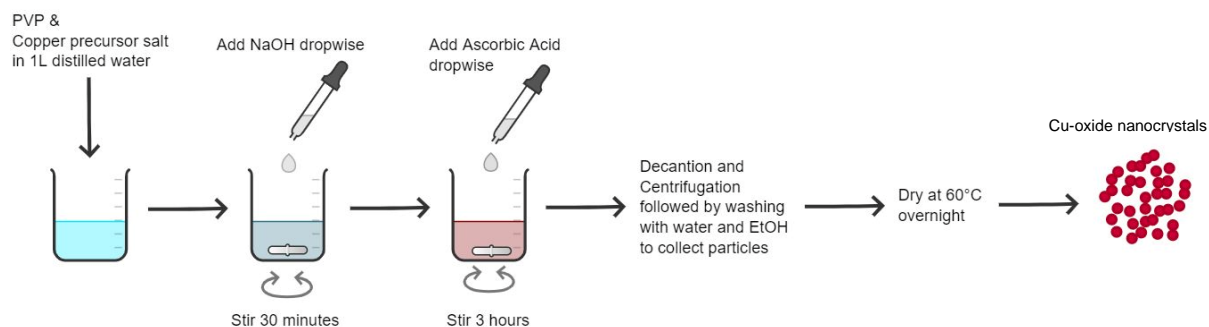 PVP &
Copper precursor salt
in 1L distilled water
Add NaOH dropwise
Add Ascorbic Acid
dropwise
Stir 30 minutes
Stir 3 hours
Decantion and
Centrifugation
followed by washing
with water and EtOH
to collect particles
Dry at 60°C
overnight
Cu-oxide nanocrystals